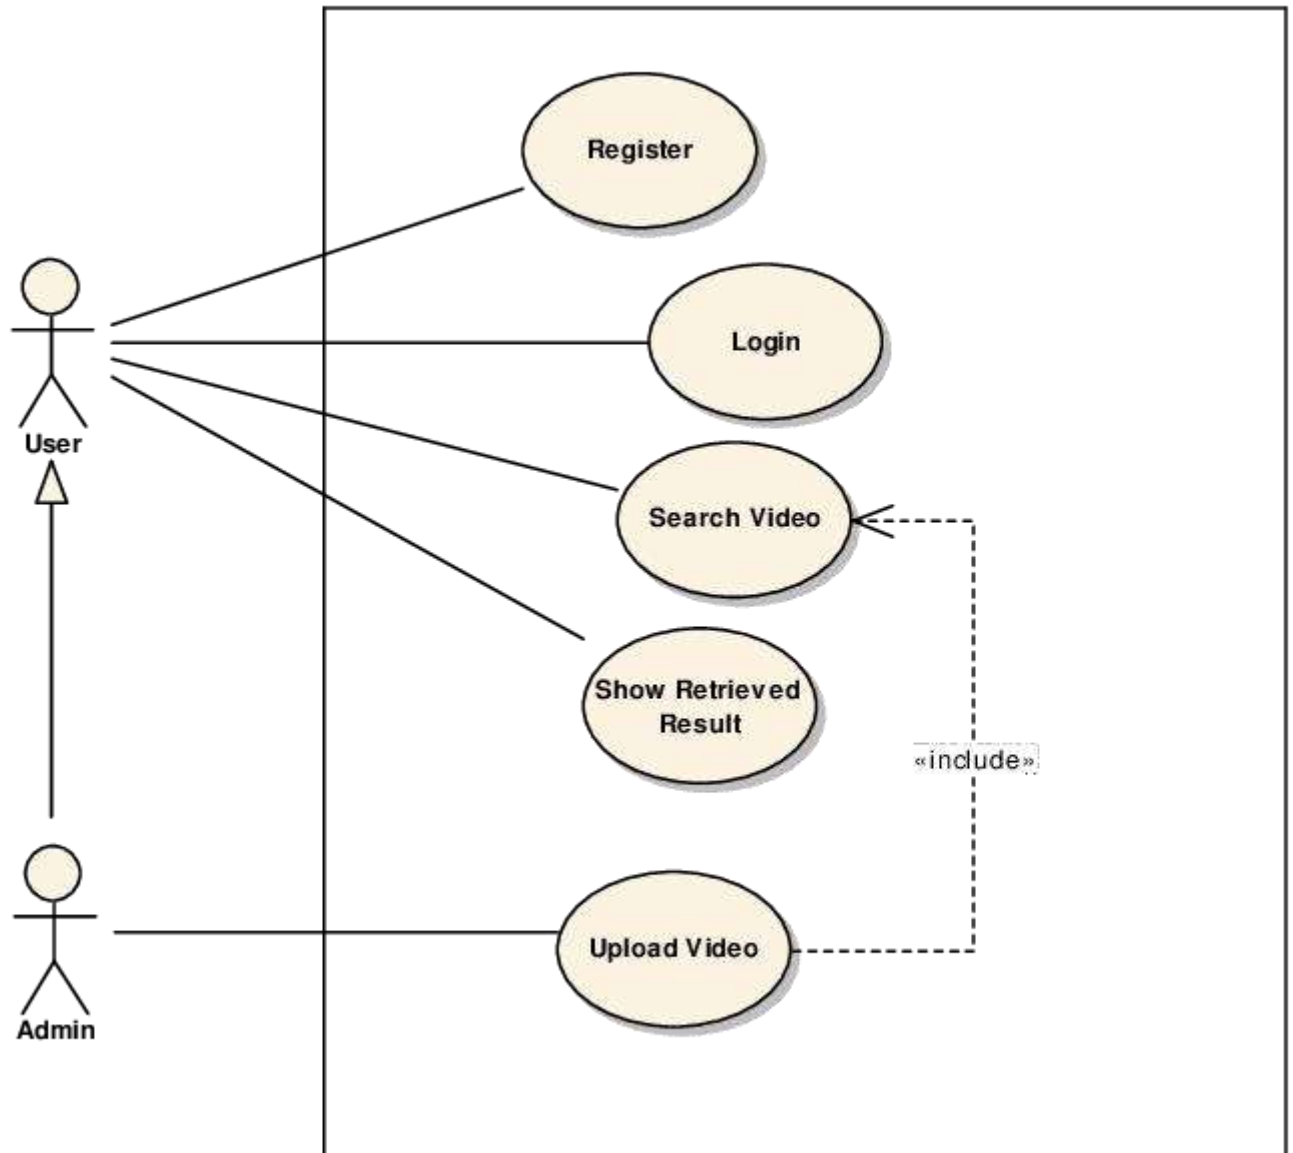 Register
Login
User
Search Video
Show Retrieved
Result
«include»
Upload Video
Admin